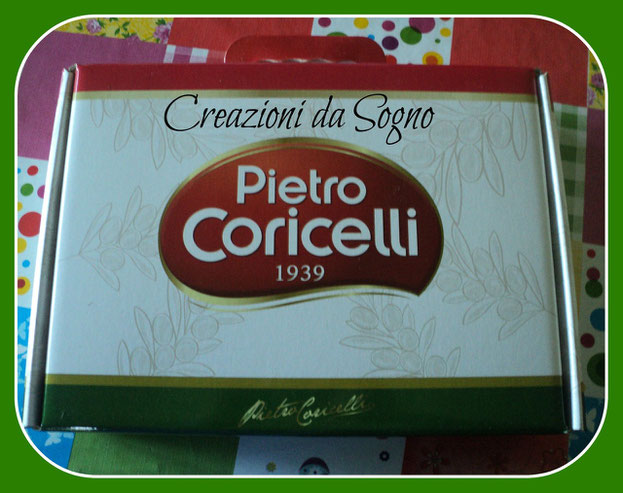 Creazioni da Sogno
Pietro
Coricelli
1939
Pietro Coricelli